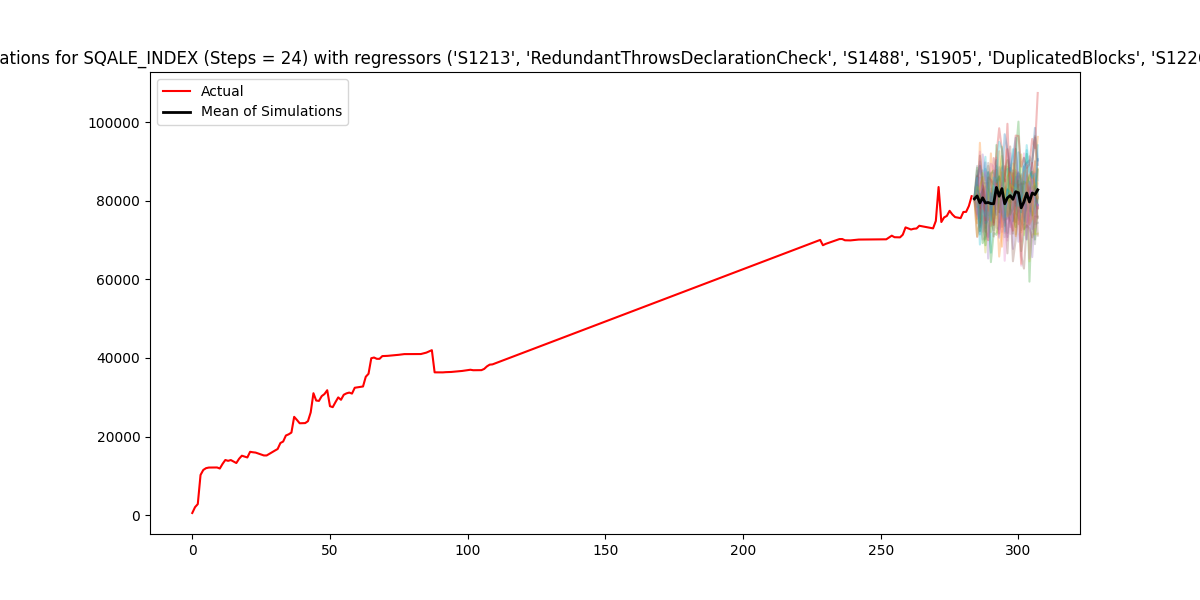 ations for SQALE_INDEX (Steps = 24) with regressors ('S1213', 'RedundantThrowsDeclarationCheck', 'S1488', 'S1905', 'DuplicatedBlocks', 'S1226
Actual
Mean of Simulations
100000
80000
60000
40000
20000
0
0 50 100 150 200 250 300